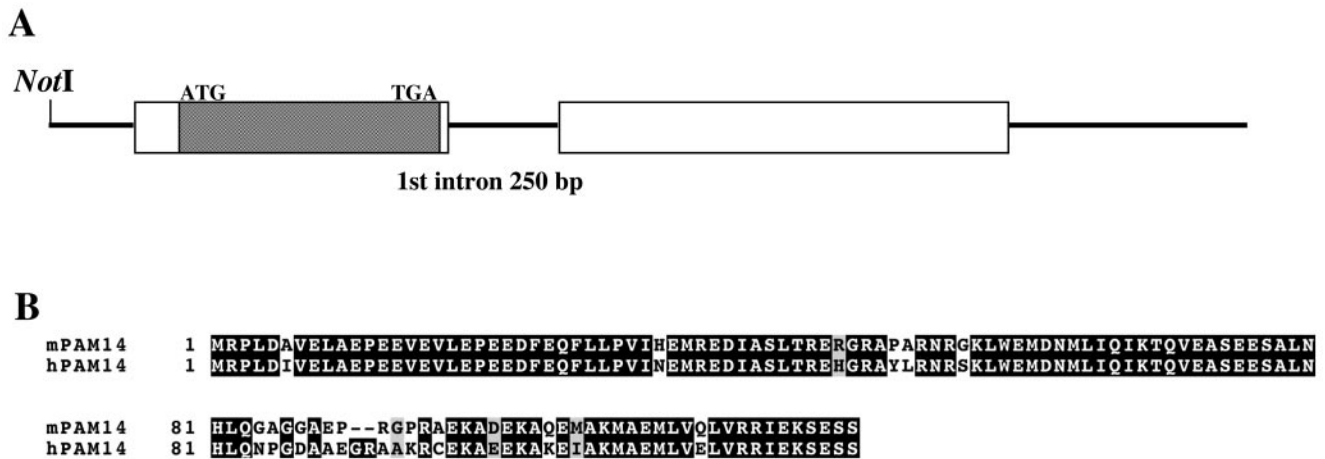 A
NotI
ATG TGA
1st intron 250 bp
B
mPAM14 1 MRPLDAVELAEPEEVEVLEPEEDFEQFLLPVIHEMREDIASLTRERGRAPARNRGKLWEMDNMLIQIKTQVEASEESALN
hPAM14 1 MRPLDIVELAEPEEVEVLEPEEDFEQFLLPVINEMREDIASLTREHGRAYLRNRSKLWEMDNMLIQIKTQVEASEESALN
mPAM14 81 HLQGAGGAEP--RGPRAEKADEKAQEMAKMAEMLVQLVRRIEKSESS
hPAM14 81 HLQNPGDAAEGRAAKRCEKAEEKAKEIAKMAEMLVELVRRIEKSESS